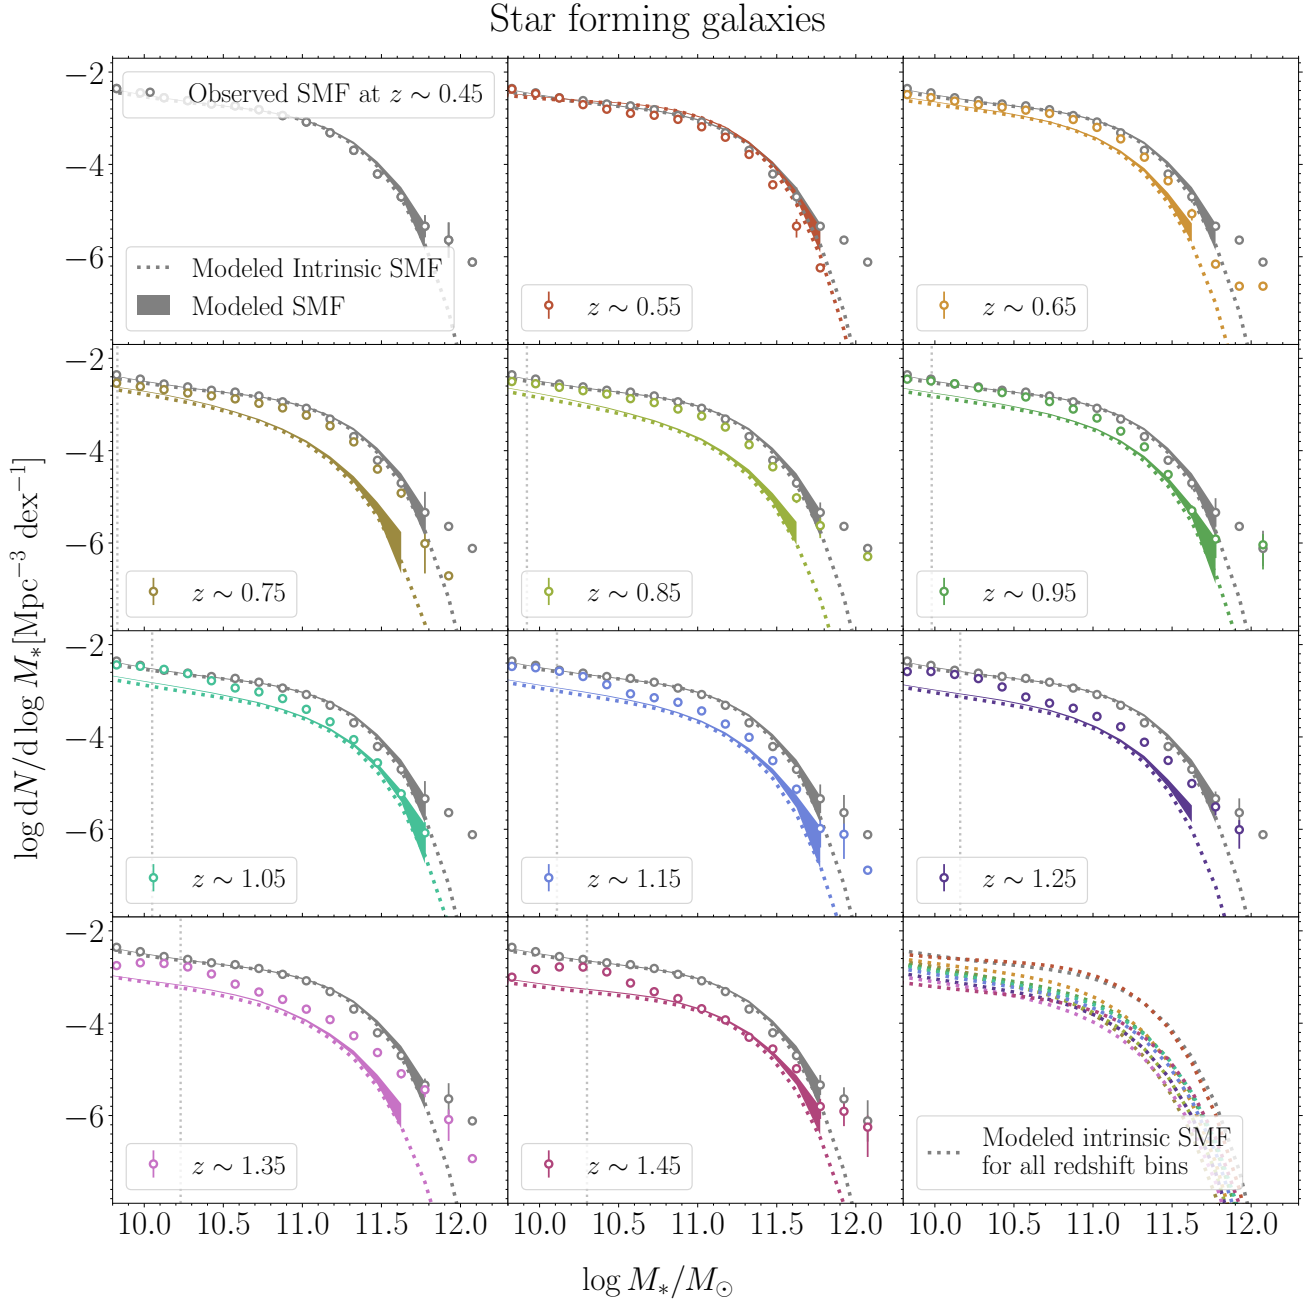 Star forming galaxies
Observed SMF at z ∼ 0.45
Modeled Intrinsic SMF
Modeled SMF
z ∼ 0.55
z ∼ 0.65
−2
−4
−6
z ∼ 0.75
z ∼ 0.85
z ∼ 0.95
−2
−4
−6
z ∼ 1.05
z ∼ 1.15
z ∼ 1.25
−2
−4
−6
z ∼ 1.35
z ∼ 1.45
Modeled intrinsic SMF
for all redshift bins
−2
−4
−6
10.0 10.5 11.0 11.5 12.0
10.0 10.5 11.0 11.5 12.0
10.0 10.5 11.0 11.5 12.0
log M∗/M⊙
log dN/dlog M∗[Mpc⁻³ dex⁻¹]